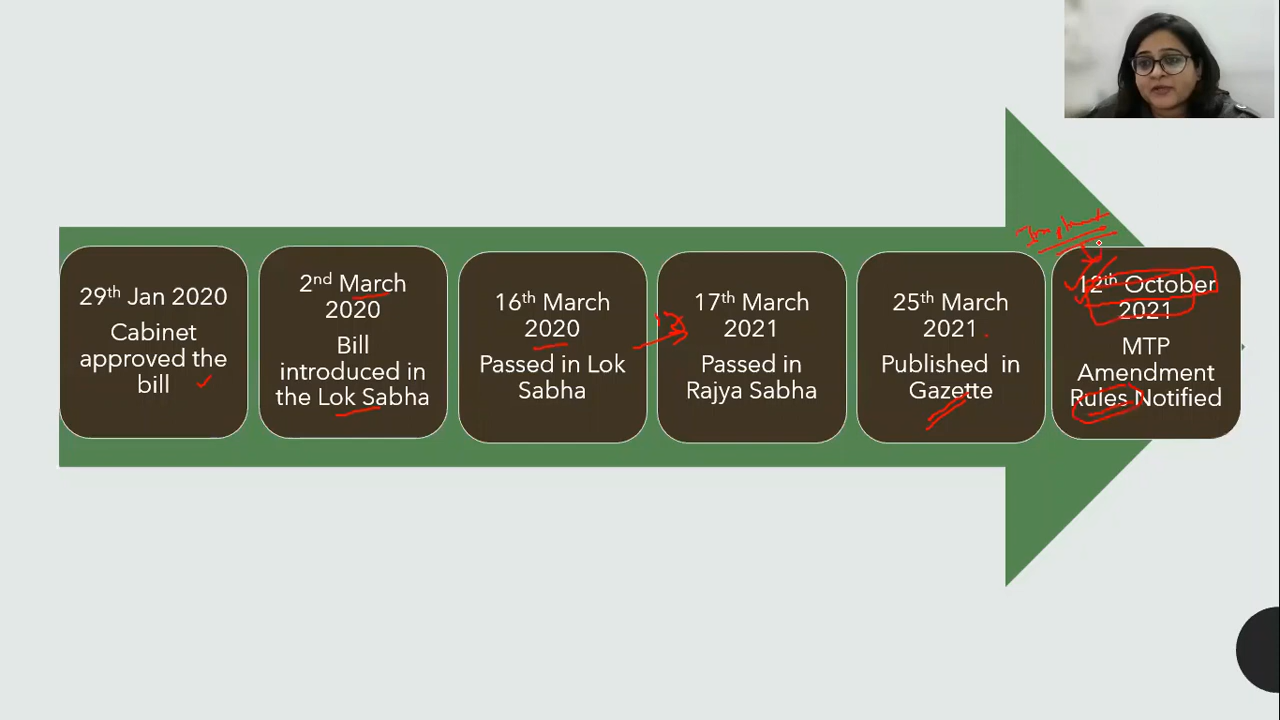 29th Jan 2020
Cabinet
approved the
bill
2nd March
2020
Bill
introduced in
the Lok Sabha
16th March
2020
Passed in Lok
Sabha
17th March
2021
Passed in
Rajya Sabha
25th March
2021
Published in
Gazette
12th October
2021
MTP
Amendment
Rules Notified